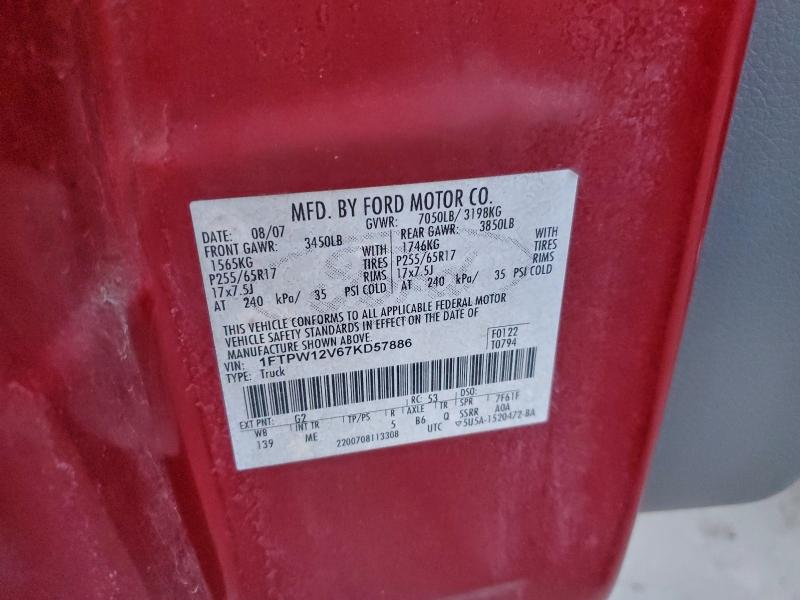 MFD. BY FORD MOTOR CO.
DATE: 08/07 GVWR: 7050LB/ 3198KG
FRONT GAWR: 3450LB REAR GAWR: 3850LB
1565KG WITH 1746KG WITH
P255/65R17 TIRES P255/65R17 TIRES
17x7.5J RIMS 17x7.5J RIMS
AT 240 kPa/ 35 PSI COLD AT 240 kPa/ 35 PSI COLD
THIS VEHICLE CONFORMS TO ALL APPLICABLE FEDERAL MOTOR
VEHICLE SAFETY STANDARDS IN EFFECT ON THE DATE OF
MANUFACTURE SHOWN ABOVE.
VIN: 1FTPW12V67KD57886 F0122
TYPE: Truck T0794
EXT PNT: G2 RC: 53 DSO:
WB INT TR TP/PS R AXLE TR SPR 7F61F
139 ME 5 B6 Q SSRR A0A
2200708113308 UTC 5U5A-1520472-BA
Ford